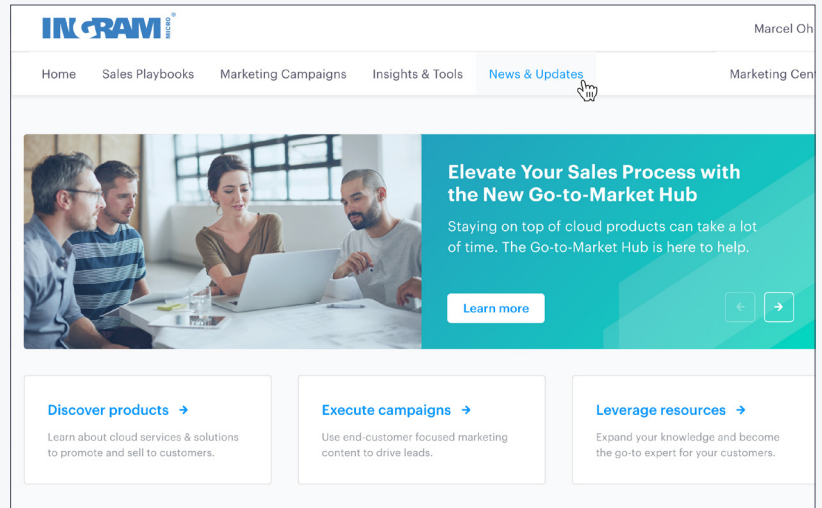 INGRAM MICRO®
Marcel Oh
Home Sales Playbooks Marketing Campaigns Insights & Tools News & Updates Marketing Cent
Elevate Your Sales Process with
the New Go-to-Market Hub
Staying on top of cloud products can take a lot
of time. The Go-to-Market Hub is here to help.
Learn more ← →
Discover products →
Learn about cloud services & solutions
to promote and sell to customers.
Execute campaigns →
Use end-customer focused marketing
content to drive leads.
Leverage resources →
Expand your knowledge and become
the go-to expert for your customers.